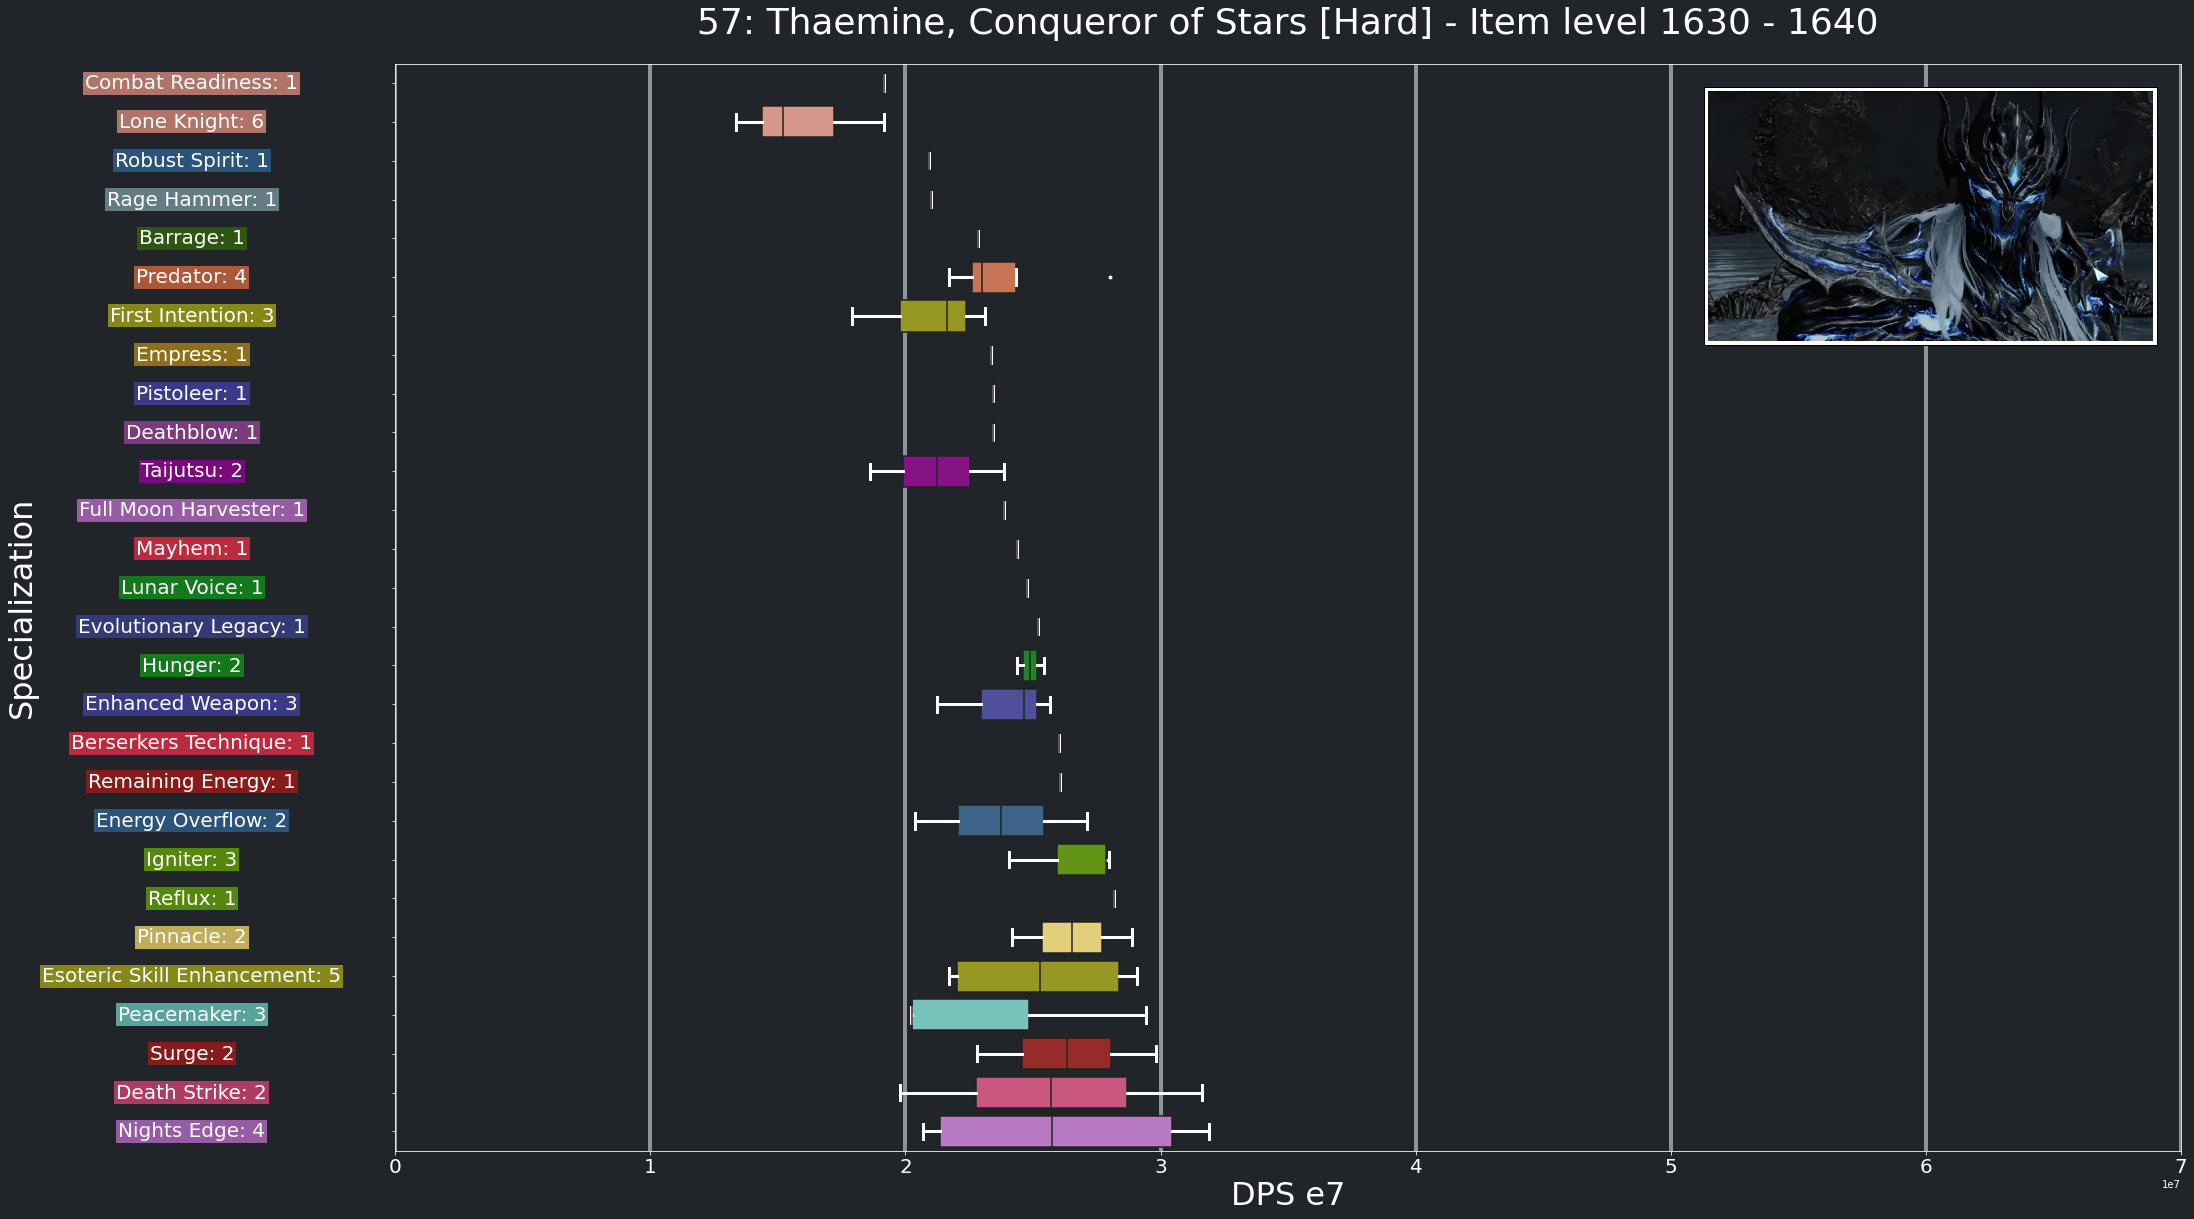 57: Thaemine, Conqueror of Stars [Hard] - Item level 1630 - 1640
Specialization
Combat Readiness: 1
Lone Knight: 6
Robust Spirit: 1
Rage Hammer: 1
Barrage: 1
Predator: 4
First Intention: 3
Empress: 1
Pistoleer: 1
Deathblow: 1
Taijutsu: 2
Full Moon Harvester: 1
Mayhem: 1
Lunar Voice: 1
Evolutionary Legacy: 1
Hunger: 2
Enhanced Weapon: 3
Berserkers Technique: 1
Remaining Energy: 1
Energy Overflow: 2
Igniter: 3
Reflux: 1
Pinnacle: 2
Esoteric Skill Enhancement: 5
Peacemaker: 3
Surge: 2
Death Strike: 2
Nights Edge: 4
0 1 2 3 4 5 6 7
1e7
DPS e7